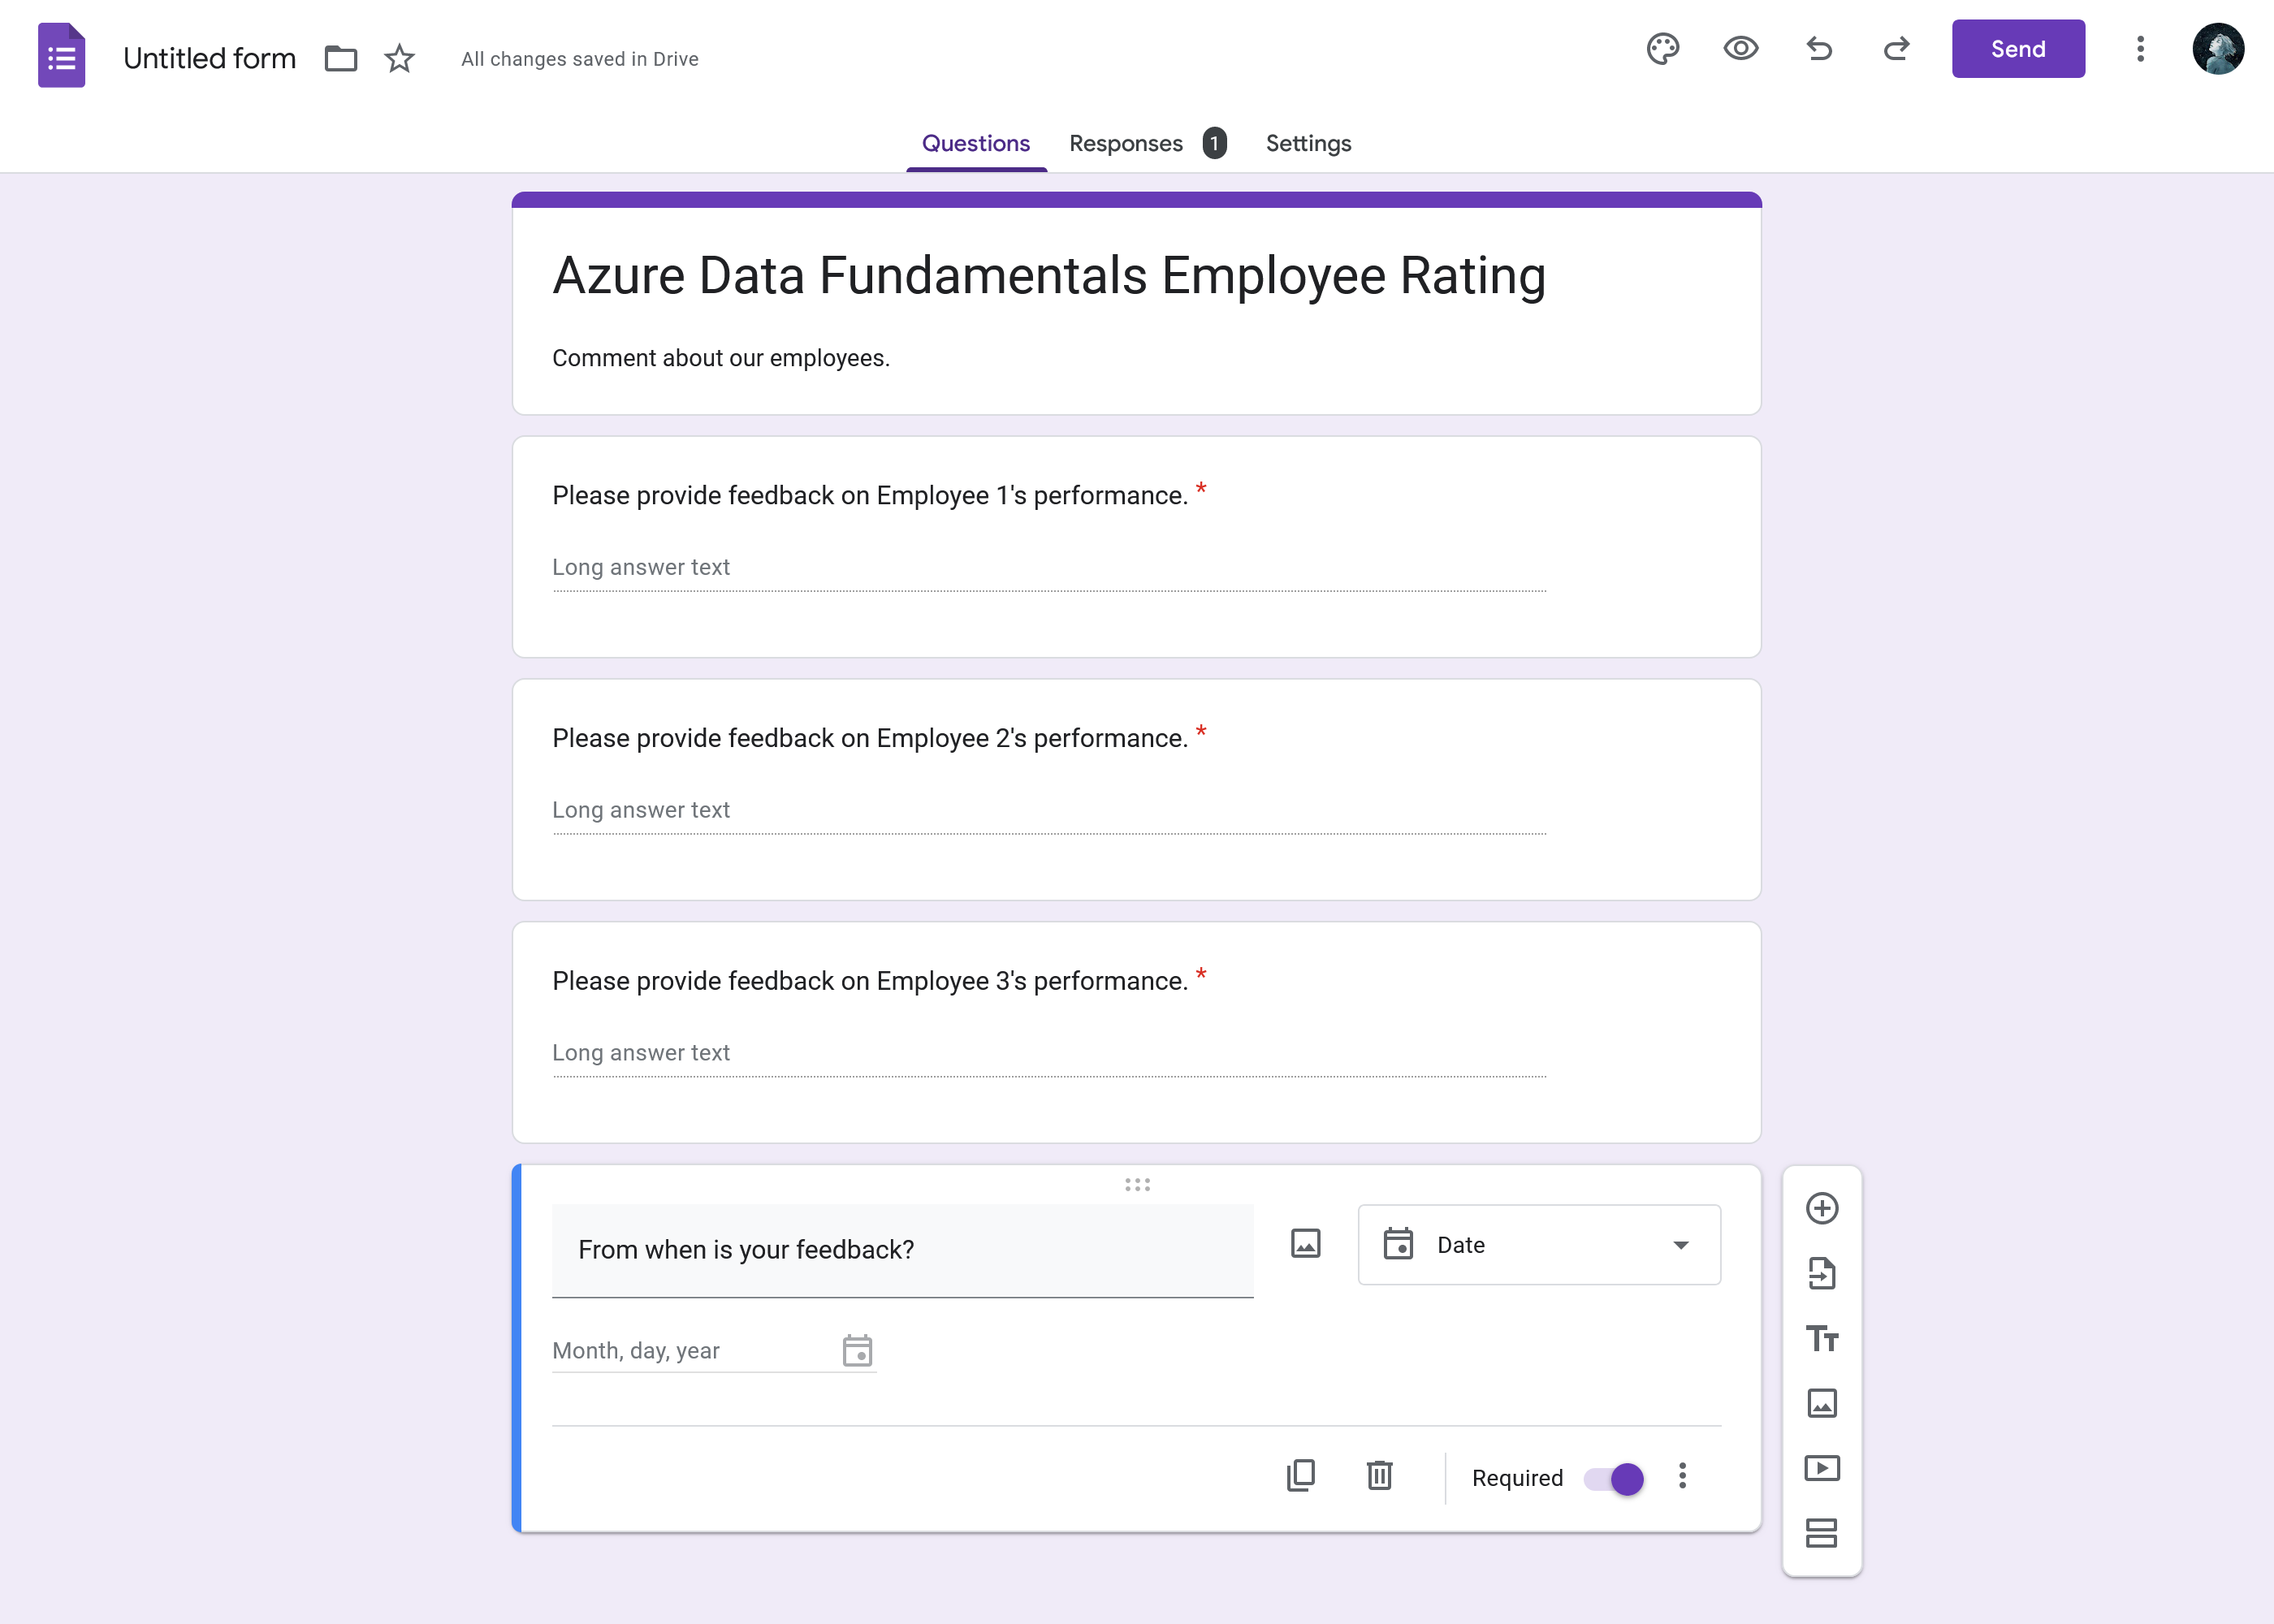 Untitled form
All changes saved in Drive
Send
Questions Responses 1 Settings
Azure Data Fundamentals Employee Rating
Comment about our employees.
Please provide feedback on Employee 1's performance. *
Long answer text
Please provide feedback on Employee 2's performance. *
Long answer text
Please provide feedback on Employee 3's performance. *
Long answer text
From when is your feedback?
Date
Month, day, year
Required